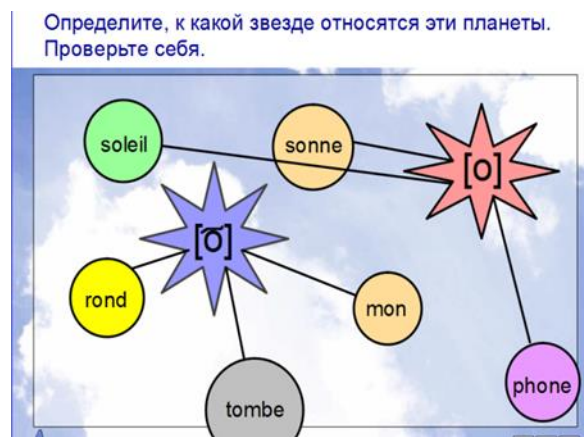 Определите, к какой звезде относятся эти планеты.
Проверьте себя.
soleil
sonne
[O]
[Õ]
rond
mon
tombe
phone